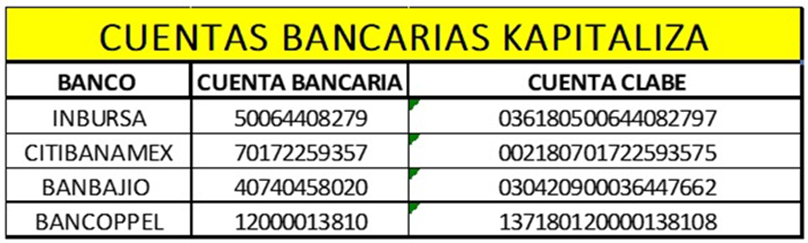 CUENTAS BANCARIAS KAPITALIZA
BANCO CUENTA BANCARIA CUENTA CLABE
INBURSA 50064408279 036180500644082797
CITIBANAMEX 70172259357 002180701722593575
BANBAJIO 40740458020 030420900036447662
BANCOPPEL 12000013810 137180120000138108